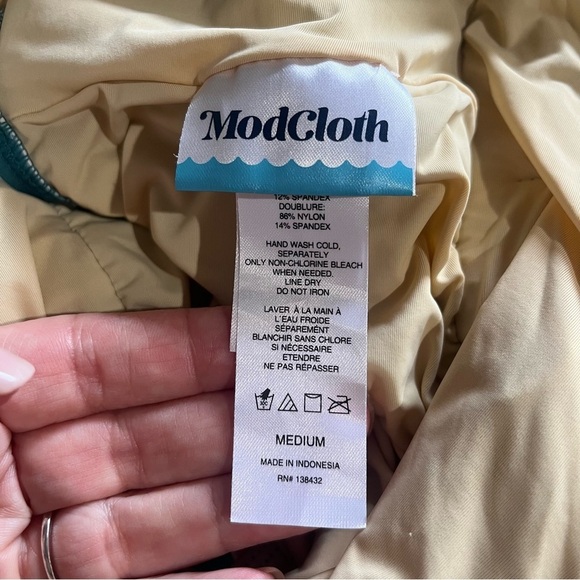 ModCloth
12% SPANDEX
DOUBLURE:
86% NYLON
14% SPANDEX
HAND WASH COLD,
SEPARATELY
ONLY NON-CHLORINE BLEACH
WHEN NEEDED.
LINE DRY
DO NOT IRON
LAVER À LA MAIN À
L'EAU FROIDE
SÉPARÉMENT
BLANCHIR SANS CHLORE
SI NÉCESSAIRE
ETENDRE
NE PAS RÉPASSER
MEDIUM
MADE IN INDONESIA
RN# 138432